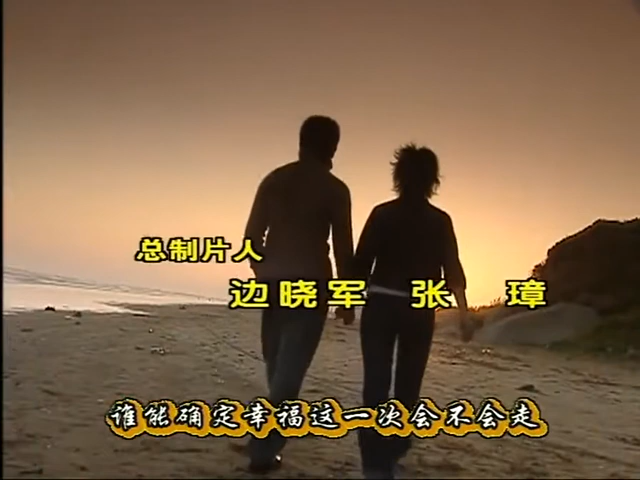 总制片人
边晓军 张 璋
谁能确定幸福这一次会不会走